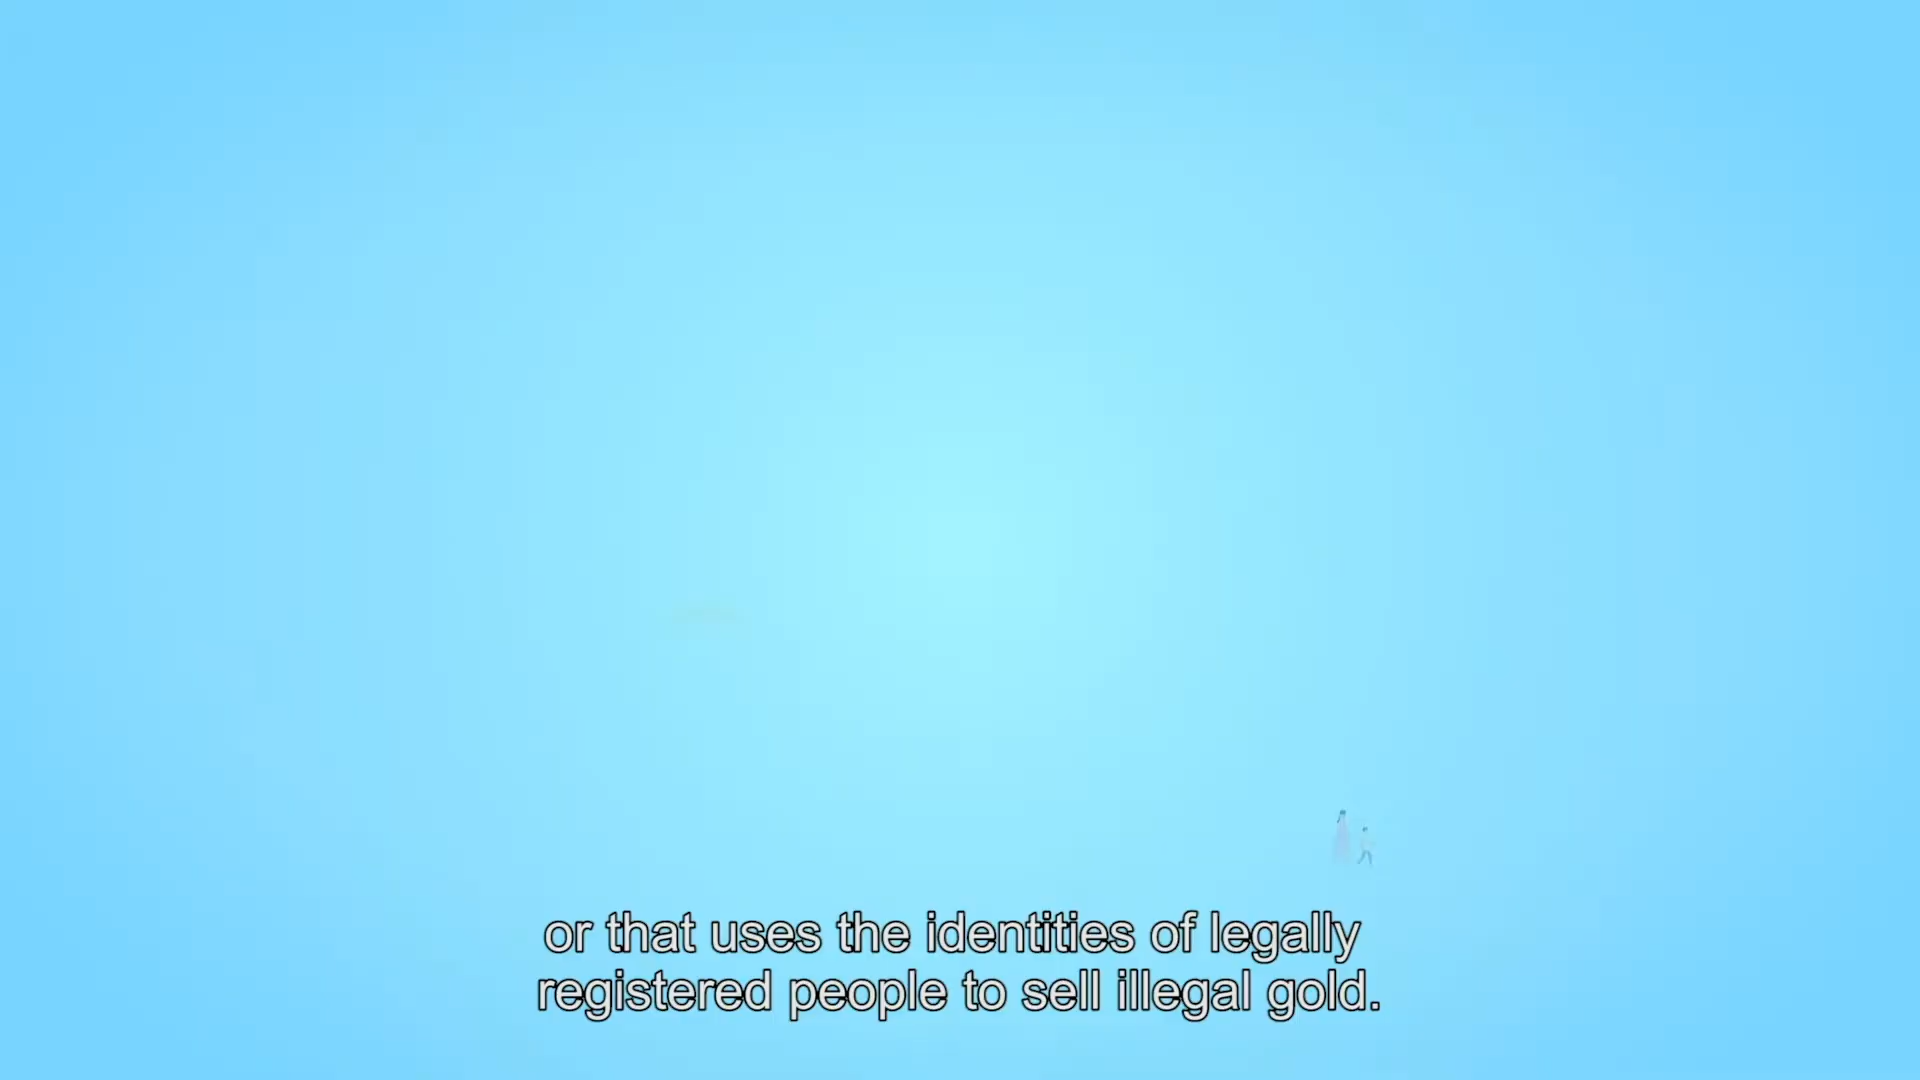 or that uses the identities of legally
registered people to sell illegal gold.